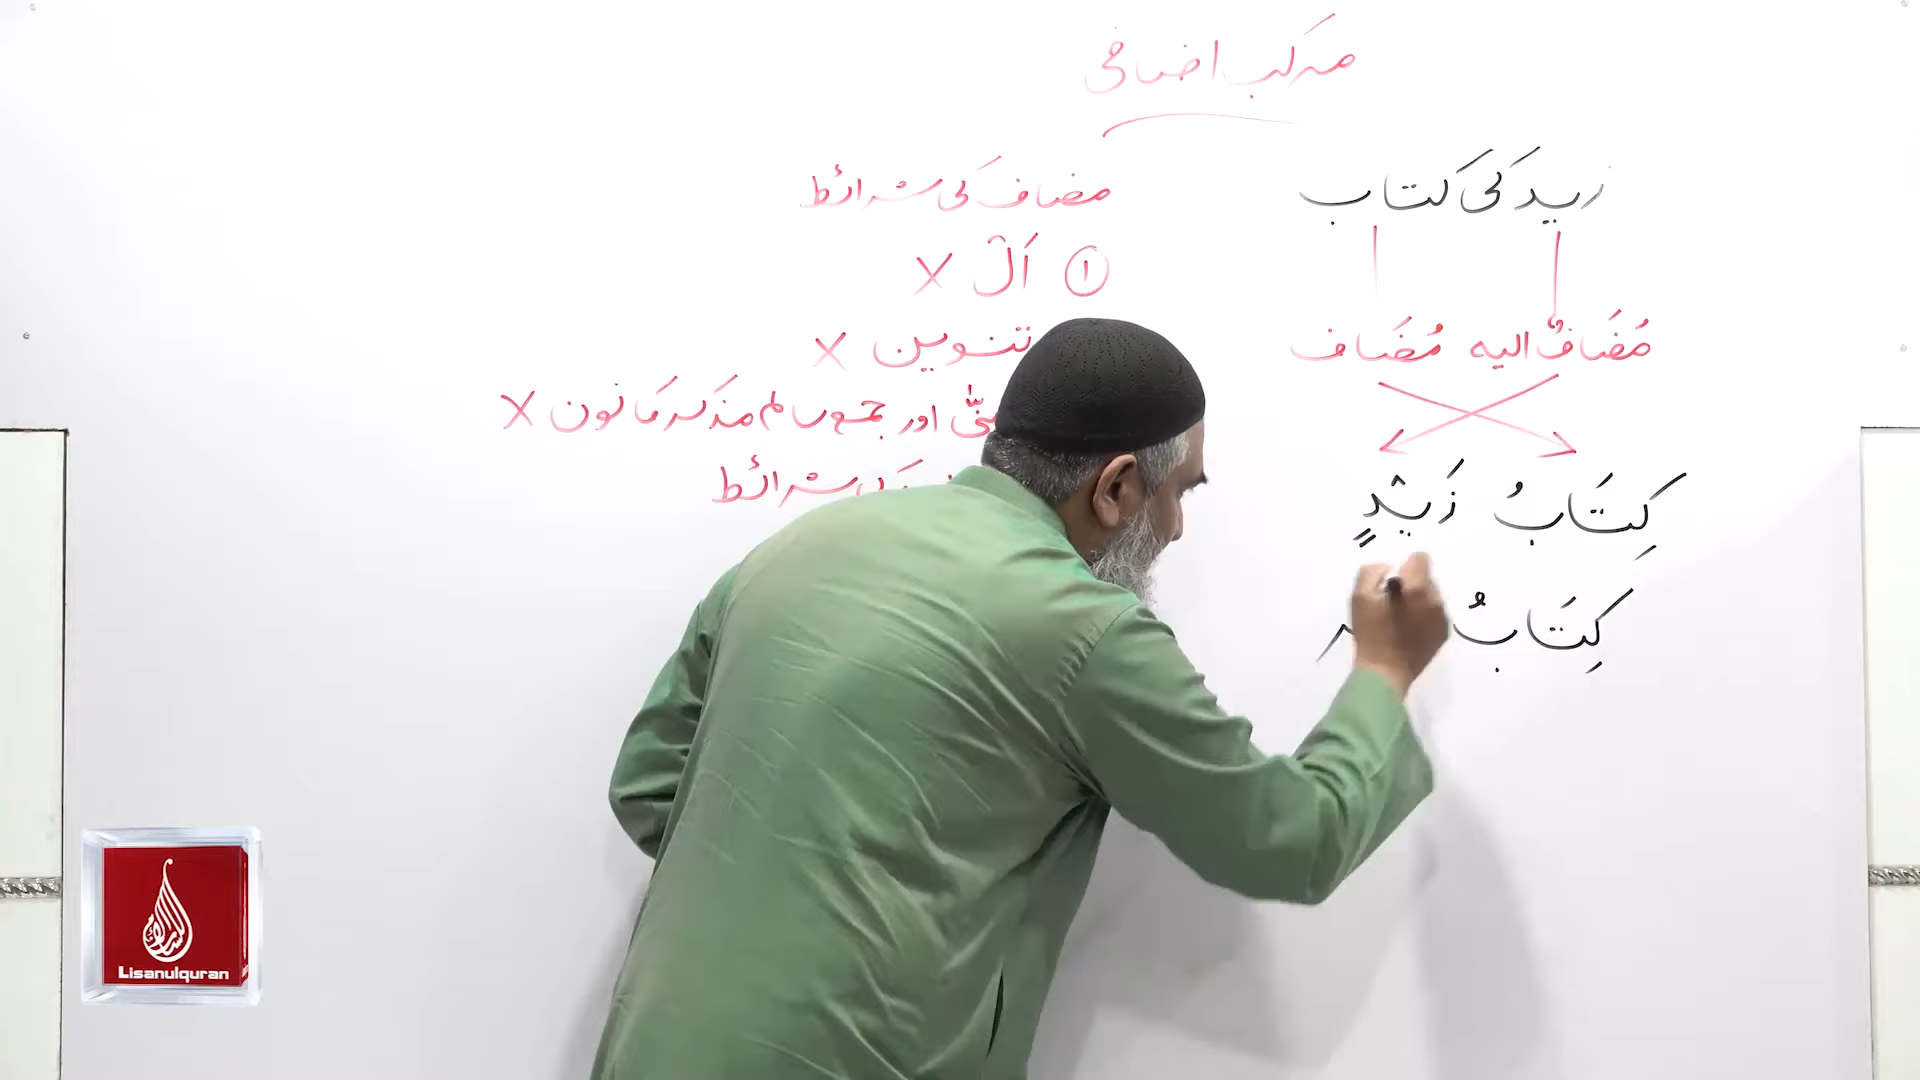 مرکب اضافی
زید کی کتاب
مُضَافٌ الیہ مُضَاف
کِتَابُ زَیْدٍ
کِتَابُ
مضاف کی شرائط
① اَلْ X
تنوین X
اور جمع سالم مذکر کا نون X
شرائط
Lisanulquran